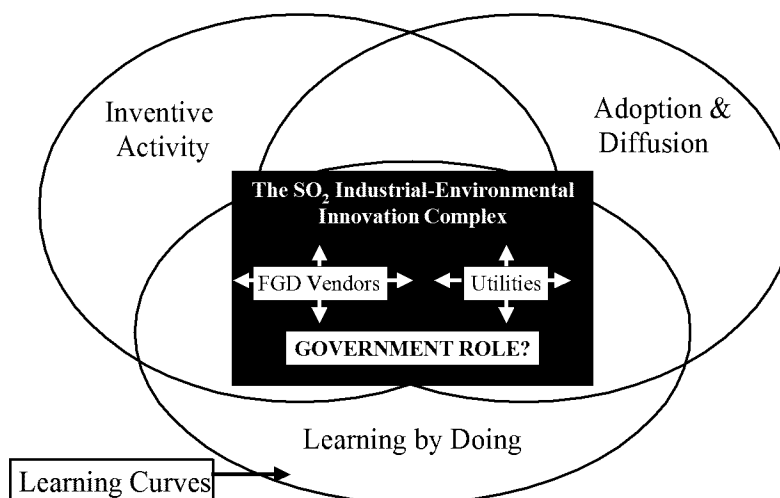 Inventive
Activity
Adoption &
Diffusion
The SO₂ Industrial-Environmental
Innovation Complex
FGD Vendors
Utilities
GOVERNMENT ROLE?
Learning by Doing
Learning Curves